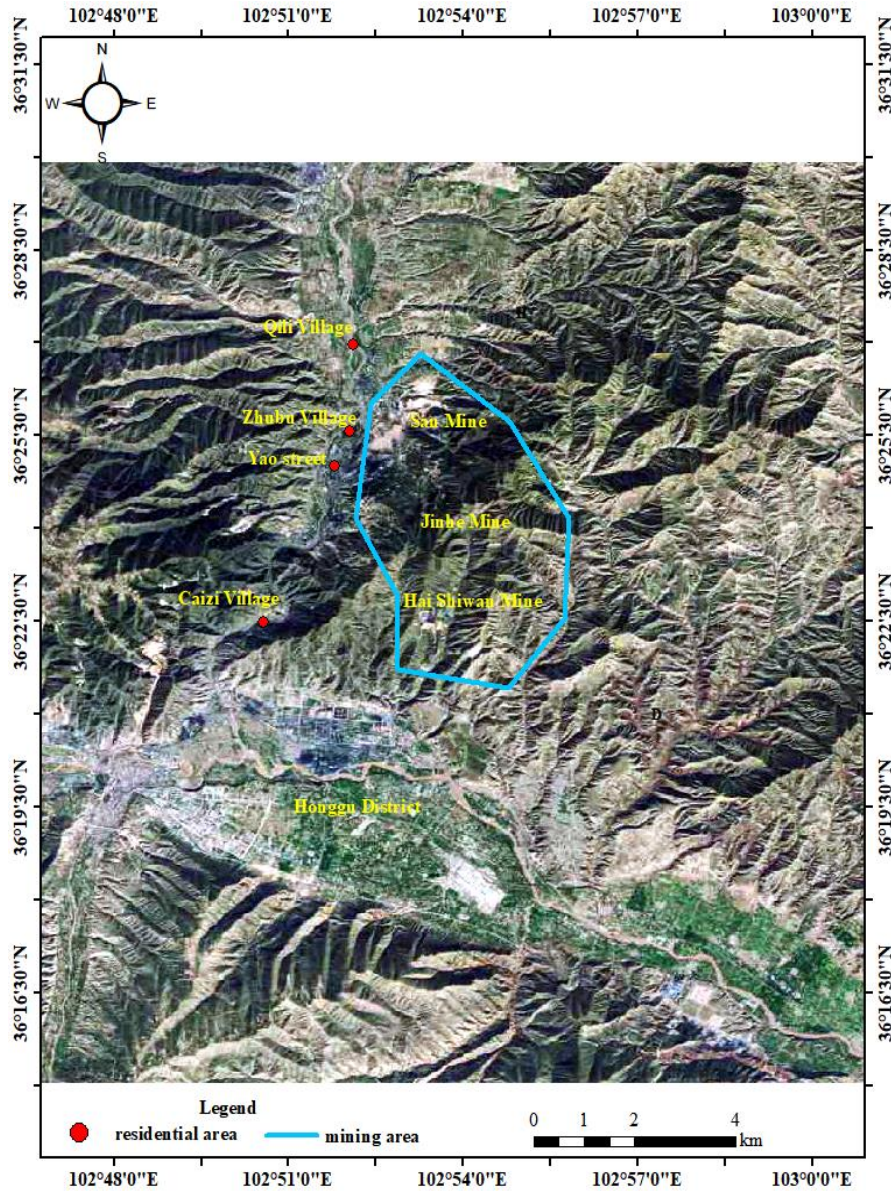 102°48'0"E 102°51'0"E 102°54'0"E 102°57'0"E 103°0'0"E
N
W E
S
36°31'30"N 36°31'30"N
36°28'30"N 36°28'30"N
Qili Village
Zhubu Village
San Mine
36°25'30"N 36°25'30"N
Yao street
Jinhe Mine
Caizi Village
Hai Shiwan Mine
36°22'30"N 36°22'30"N
D
Honggu District
36°19'30"N 36°19'30"N
36°16'30"N 36°16'30"N
Legend
residential area
mining area
0 1 2 4
km
102°48'0"E 102°51'0"E 102°54'0"E 102°57'0"E 103°0'0"E